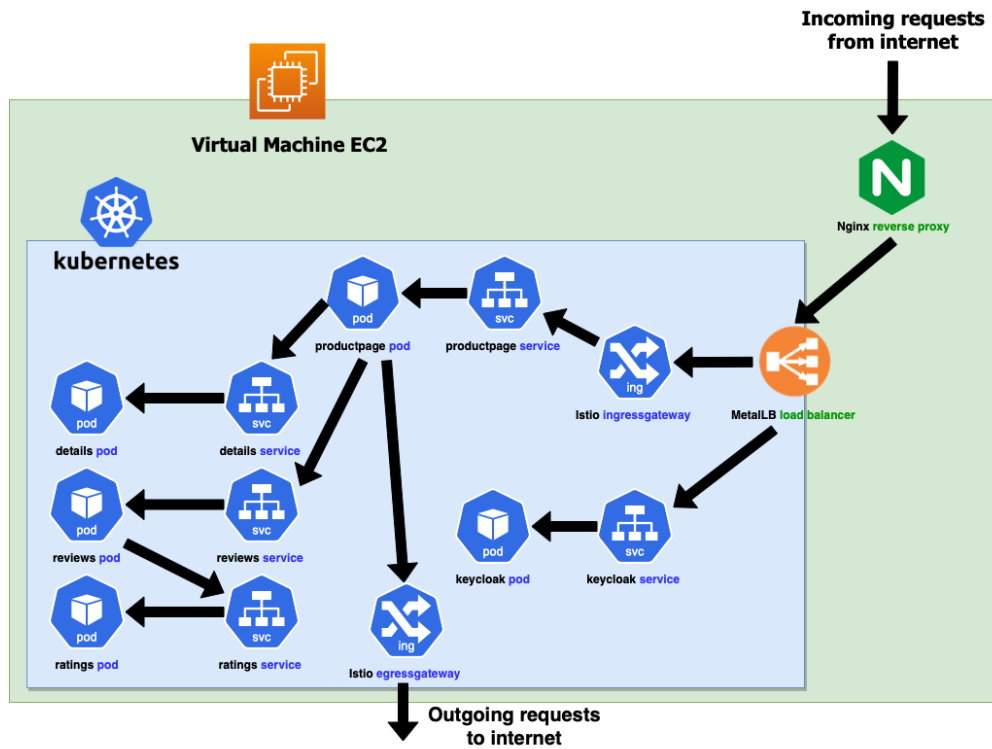 Incoming requests
from internet
Virtual Machine EC2
Nginx reverse proxy
kubernetes
pod
svc
productpage pod
productpage service
ing
Istio ingressgateway
MetalLB load balancer
pod
svc
details pod
details service
pod
svc
reviews pod
reviews service
pod
svc
keycloak pod
keycloak service
pod
svc
ing
ratings pod
ratings service
Istio egressgateway
Outgoing requests
to internet